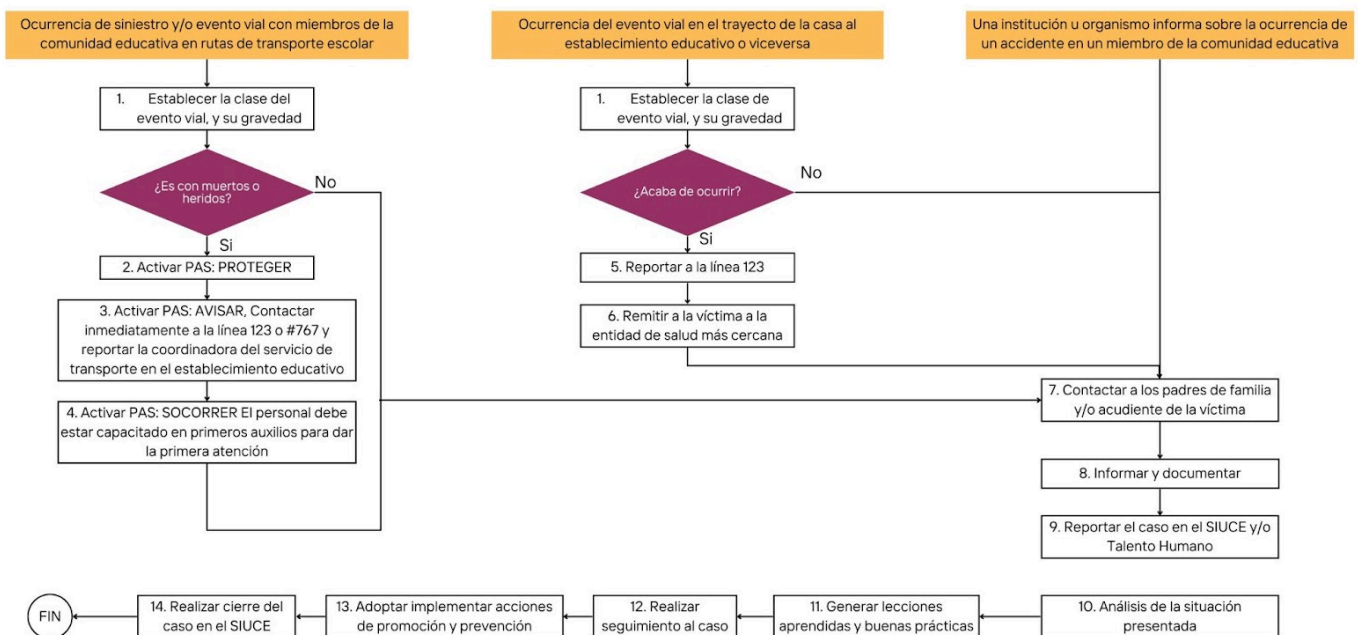 Ocurrencia de siniestro y/o evento vial con miembros de la
comunidad educativa en rutas de transporte escolar
Ocurrencia del evento vial en el trayecto de la casa al
establecimiento educativo o viceversa
Una institución u organismo informa sobre la ocurrencia de
un accidente en un miembro de la comunidad educativa
1. Establecer la clase del
evento vial, y su gravedad
1. Establecer la clase de
evento vial, y su gravedad
¿Es con muertos o
heridos?
No
Si
¿Acaba de ocurrir?
No
Si
2. Activar PAS: PROTEGER
3. Activar PAS: AVISAR, Contactar
inmediatamente a la línea 123 o #767 y
reportar la coordinadora del servicio de
transporte en el establecimiento educativo
4. Activar PAS: SOCORRER El personal debe
estar capacitado en primeros auxilios para dar
la primera atención
5. Reportar a la línea 123
6. Remitir a la víctima a la
entidad de salud más cercana
7. Contactar a los padres de familia
y/o acudiente de la víctima
8. Informar y documentar
9. Reportar el caso en el SIUCE y/o
Talento Humano
10. Análisis de la situación
presentada
11. Generar lecciones
aprendidas y buenas prácticas
12. Realizar
seguimiento al caso
13. Adoptar implementar acciones
de promoción y prevención
14. Realizar cierre del
caso en el SIUCE
FIN